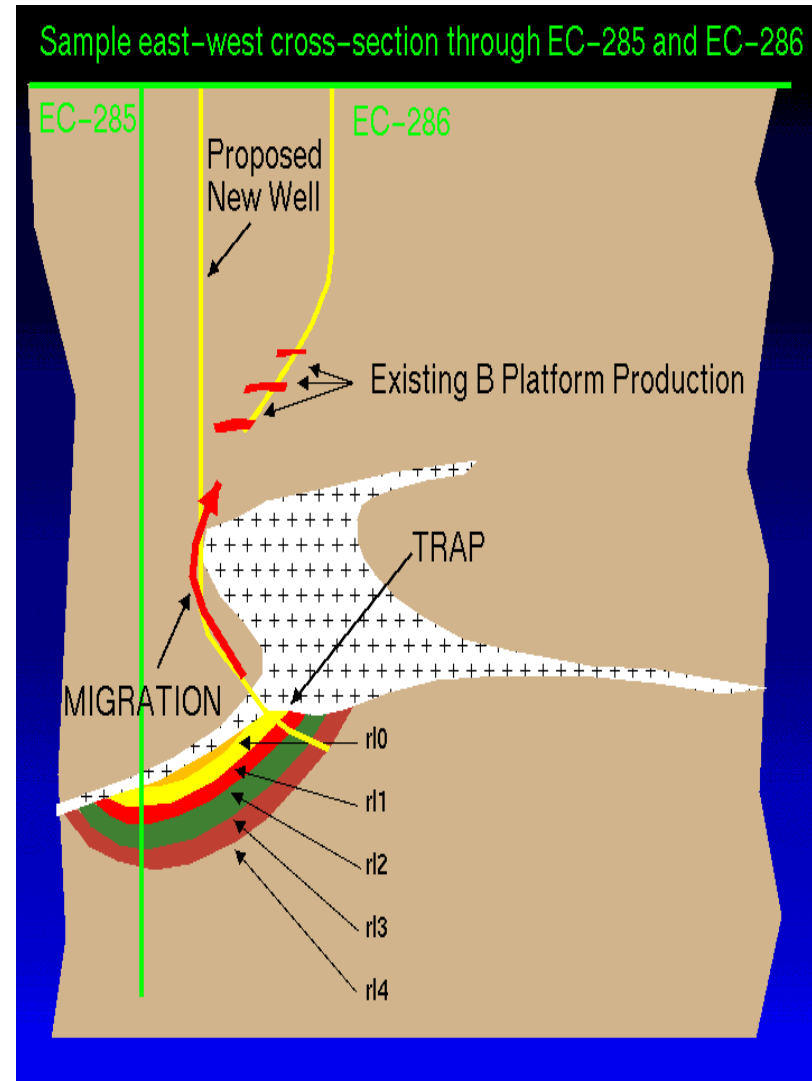 Sample east-west cross-section through EC-285 and EC-286
EC-285
EC-286
Proposed
New Well
Existing B Platform Production
TRAP
MIGRATION
rl0
rl1
rl2
rl3
rl4